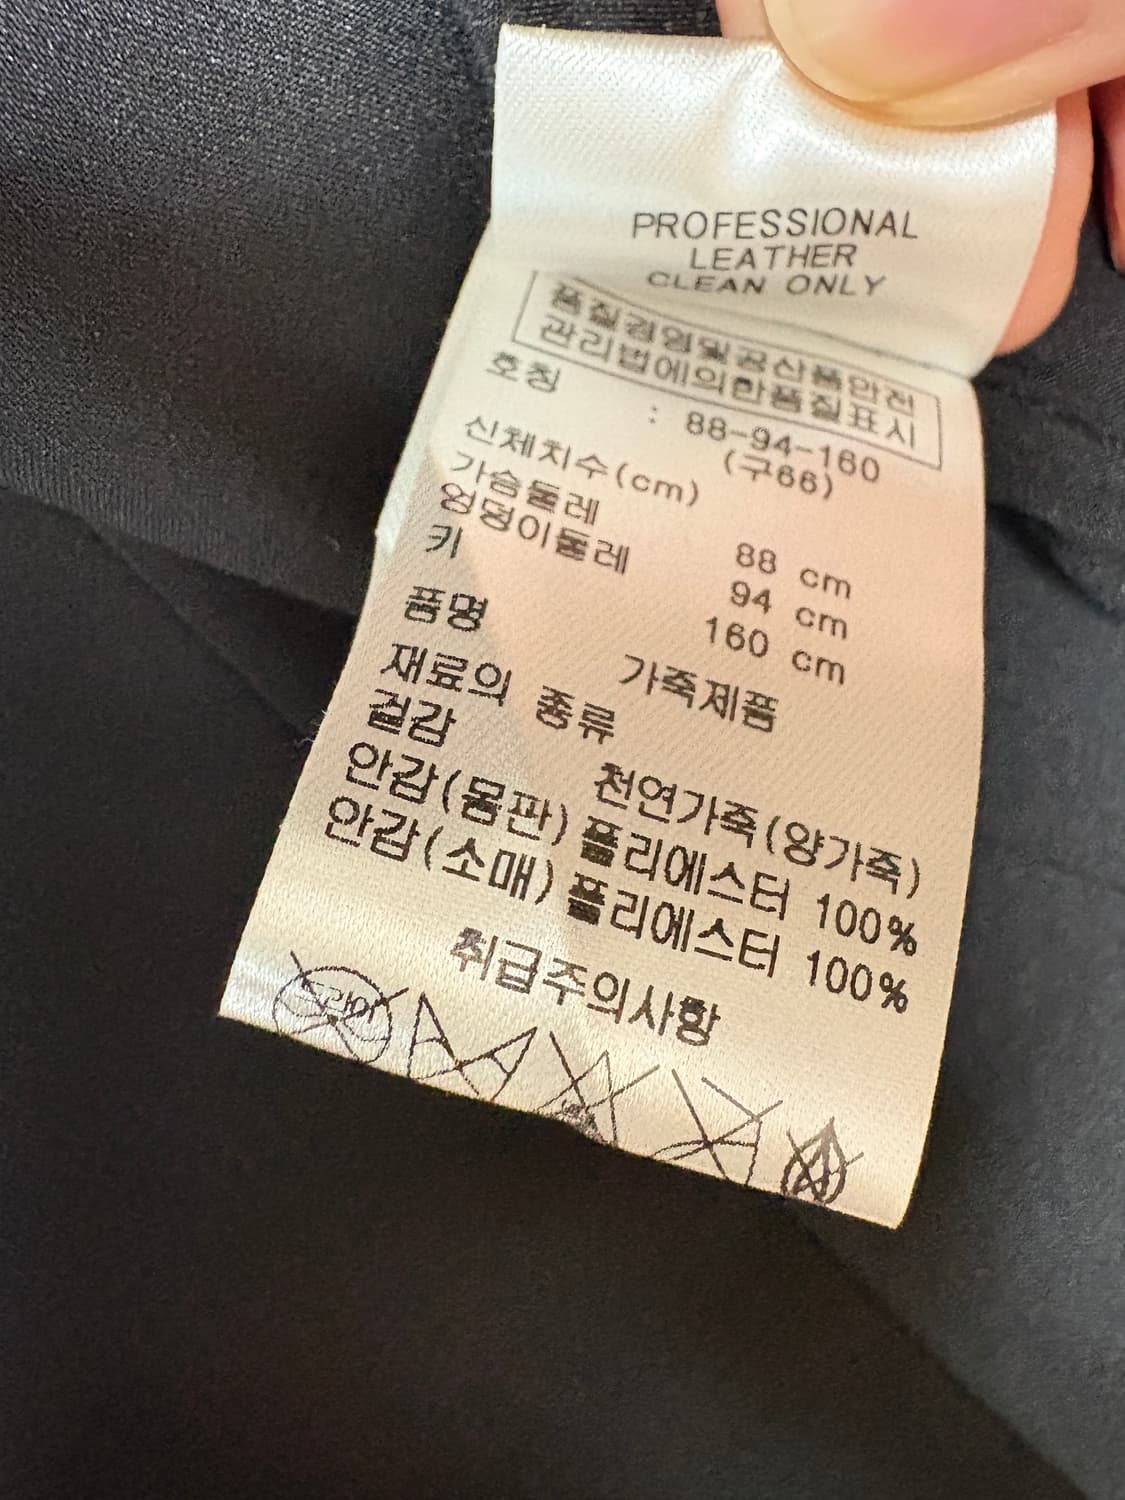 PROFESSIONAL
LEATHER
CLEAN ONLY
품질경영및공산품안전
관리법에의한품질표시
호칭 : 88-94-160
(구66)
신체치수(cm)
가슴둘레 88 cm
엉덩이둘레 94 cm
키 160 cm
품명 가죽제품
재료의 종류
겉감 천연가죽(양가죽)
안감(몸판) 폴리에스터 100%
안감(소매) 폴리에스터 100%
취급주의사항
드라이